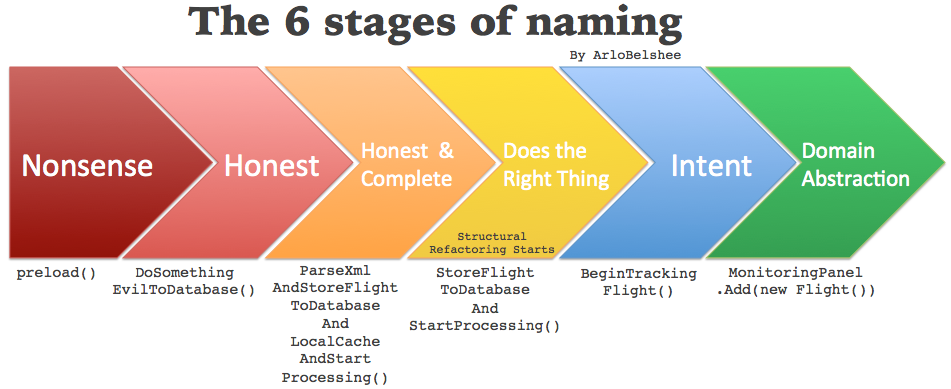 The 6 stages of naming
By ArloBelshee
Nonsense
Honest
Honest &
Complete
Does the
Right Thing
Structural
Refactoring Starts
Intent
Domain
Abstraction
preload()
DoSomething
EvilToDatabase()
ParseXml
AndStoreFlight
ToDatabase
And
LocalCache
AndStart
Processing()
StoreFlight
ToDatabase
And
StartProcessing()
BeginTracking
Flight()
MonitoringPanel
.Add(new Flight())